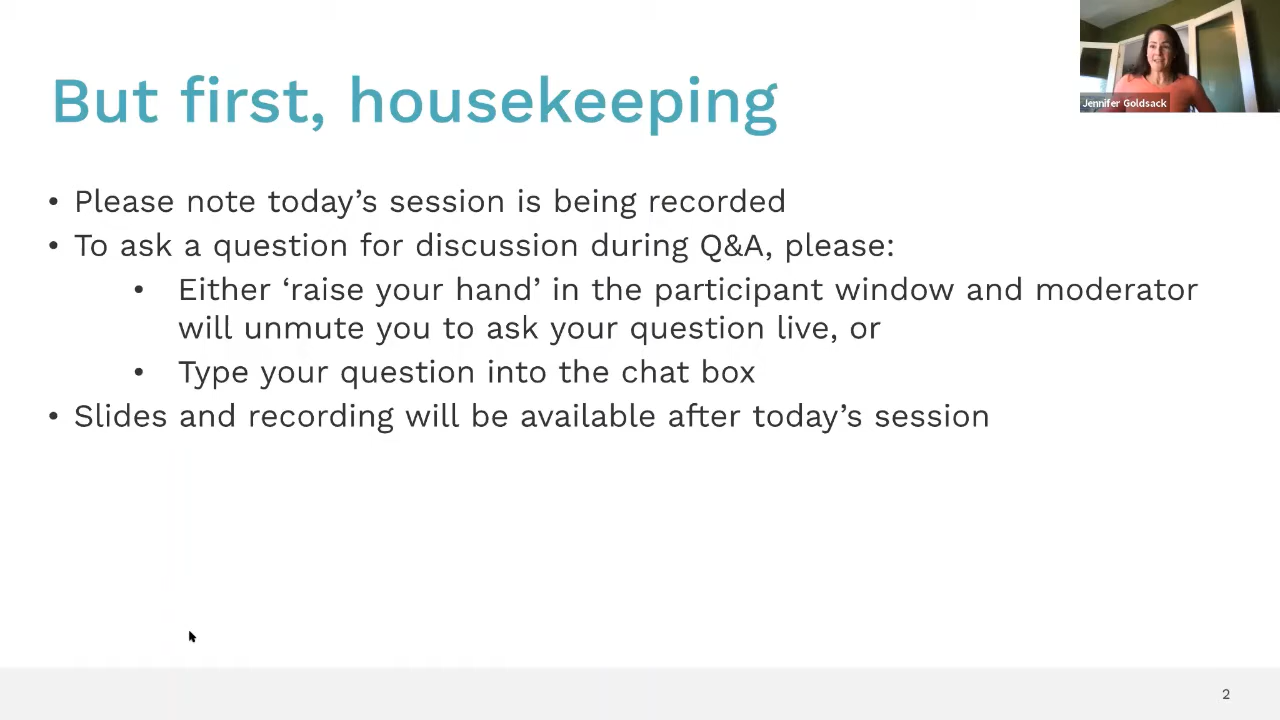 But first, housekeeping
Jennifer Goldsack
• Please note today’s session is being recorded
• To ask a question for discussion during Q&A, please:
• Either ‘raise your hand’ in the participant window and moderator
will unmute you to ask your question live, or
• Type your question into the chat box
• Slides and recording will be available after today’s session
2